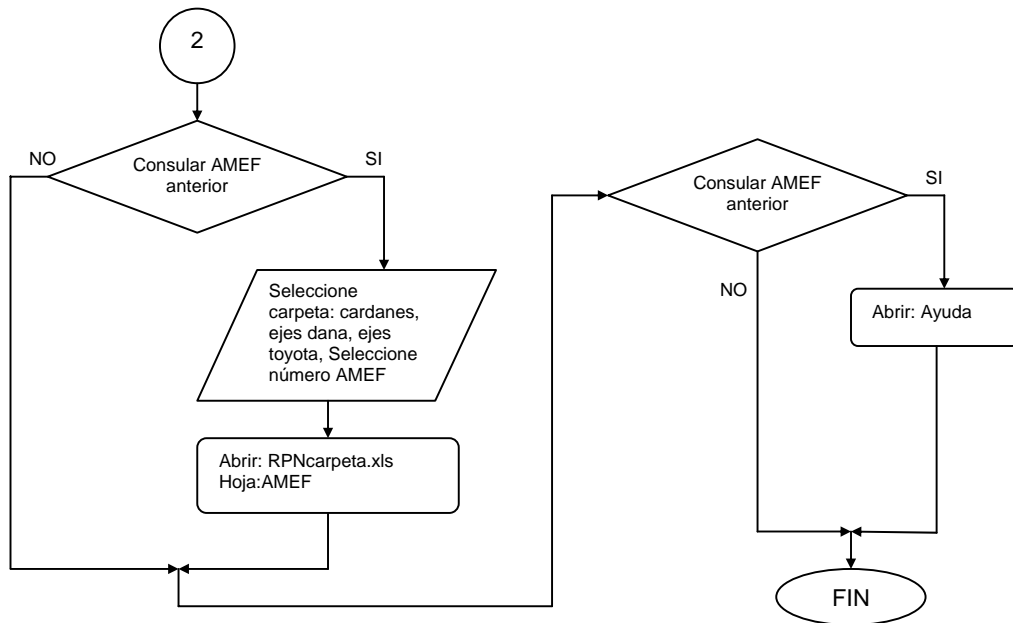 2
NO
Consular AMEF
anterior
SI
Seleccione
carpeta: cardanes,
ejes dana, ejes
toyota, Seleccione
número AMEF
Abrir: RPNcarpeta.xls
Hoja:AMEF
Consular AMEF
anterior
SI
NO
Abrir: Ayuda
FIN